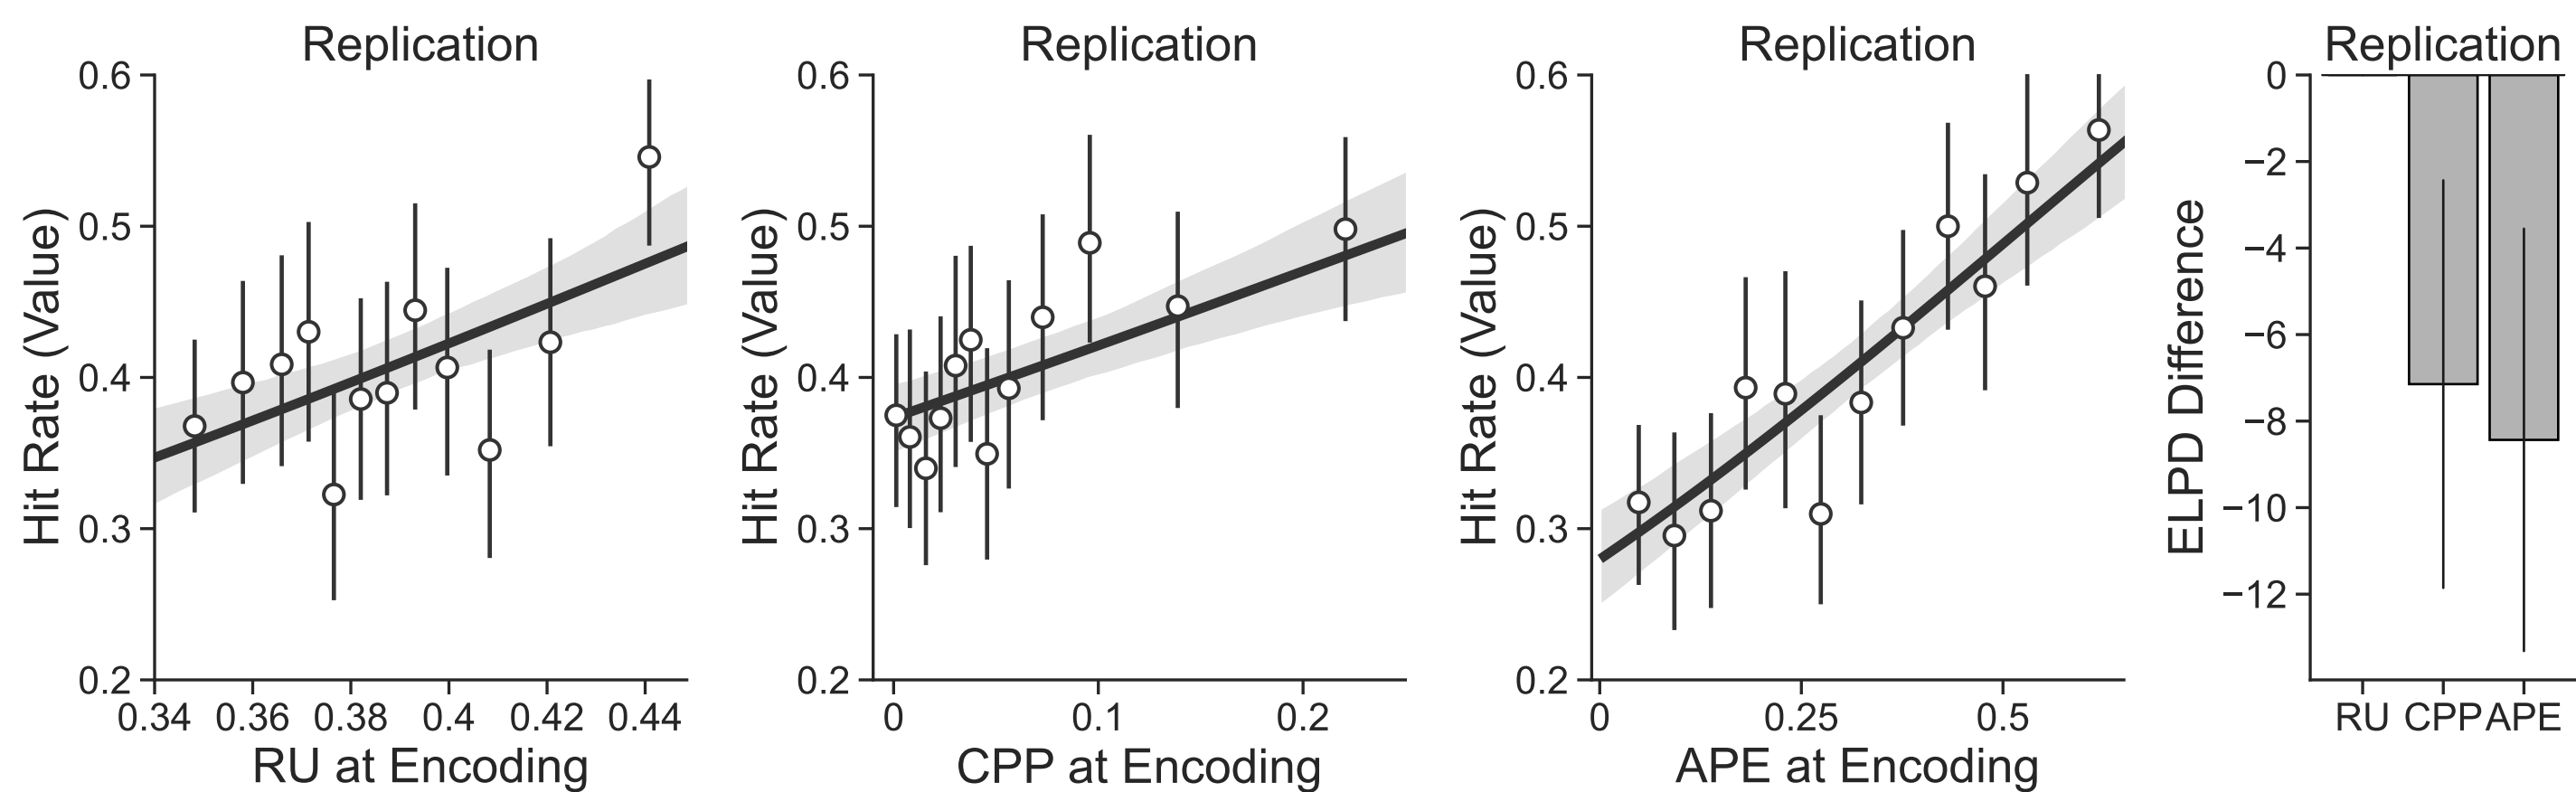 Replication
0.6
0.5
0.4
0.3
0.2
Hit Rate (Value)
0.34 0.36 0.38 0.4 0.42 0.44
RU at Encoding
Replication
0.6
0.5
0.4
0.3
0.2
Hit Rate (Value)
0 0.1 0.2
CPP at Encoding
Replication
0.6
0.5
0.4
0.3
0.2
Hit Rate (Value)
0 0.25 0.5
APE at Encoding
Replication
0
−2
−4
−6
−8
−10
−12
ELPD Difference
RU CPP APE